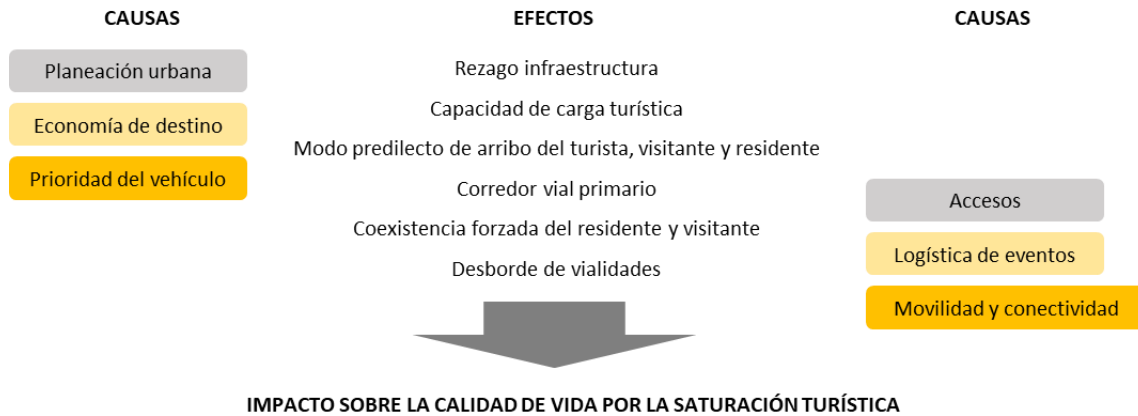 CAUSAS
EFECTOS
CAUSAS
Planeación urbana
Economía de destino
Prioridad del vehículo
Rezago infraestructura
Capacidad de carga turística
Modo predilecto de arribo del turista, visitante y residente
Corredor vial primario
Coexistencia forzada del residente y visitante
Desborde de vialidades
Accesos
Logística de eventos
Movilidad y conectividad
IMPACTO SOBRE LA CALIDAD DE VIDA POR LA SATURACIÓN TURÍSTICA